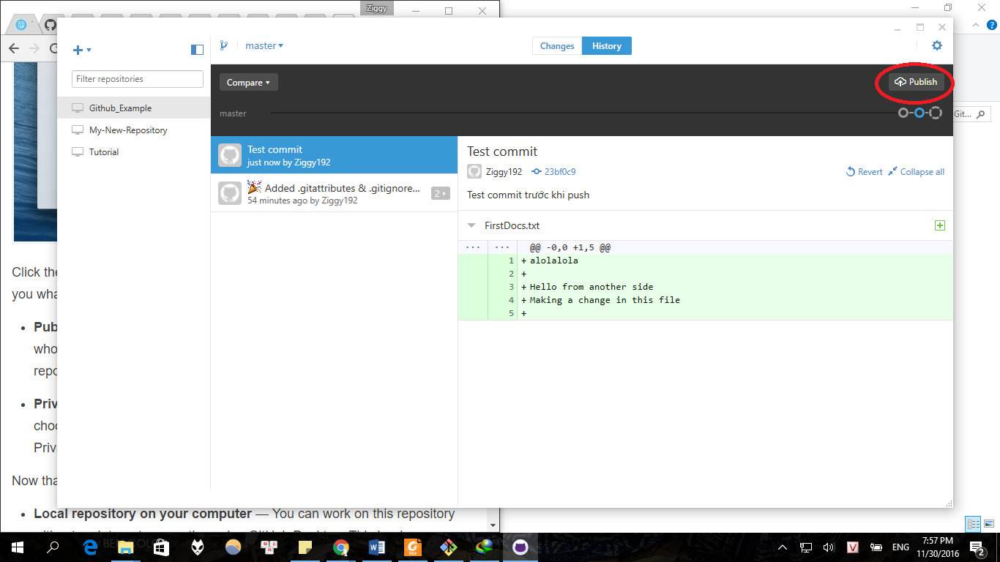 Ziggy
master
Changes
History
Filter repositories
Compare
Publish
Github_Example
master
Git...
My-New-Repository
Tutorial
Test commit
just now by Ziggy192
Added .gitattributes & .gitignore...
54 minutes ago by Ziggy192
2
Test commit
Ziggy192
23bf0c9
Revert
Collapse all
Test commit trước khi push
FirstDocs.txt
... ... @@ -0,0 +1,5 @@
1 + alolalola
2 +
3 + Hello from another side
4 + Making a change in this file
5 +
Click the
you wha
• Pub
who
repo
• Priv
choo
Priva
Now tha
• Local repository on your computer — You can work on this repository
ENG
7:57 PM
11/30/2016
2